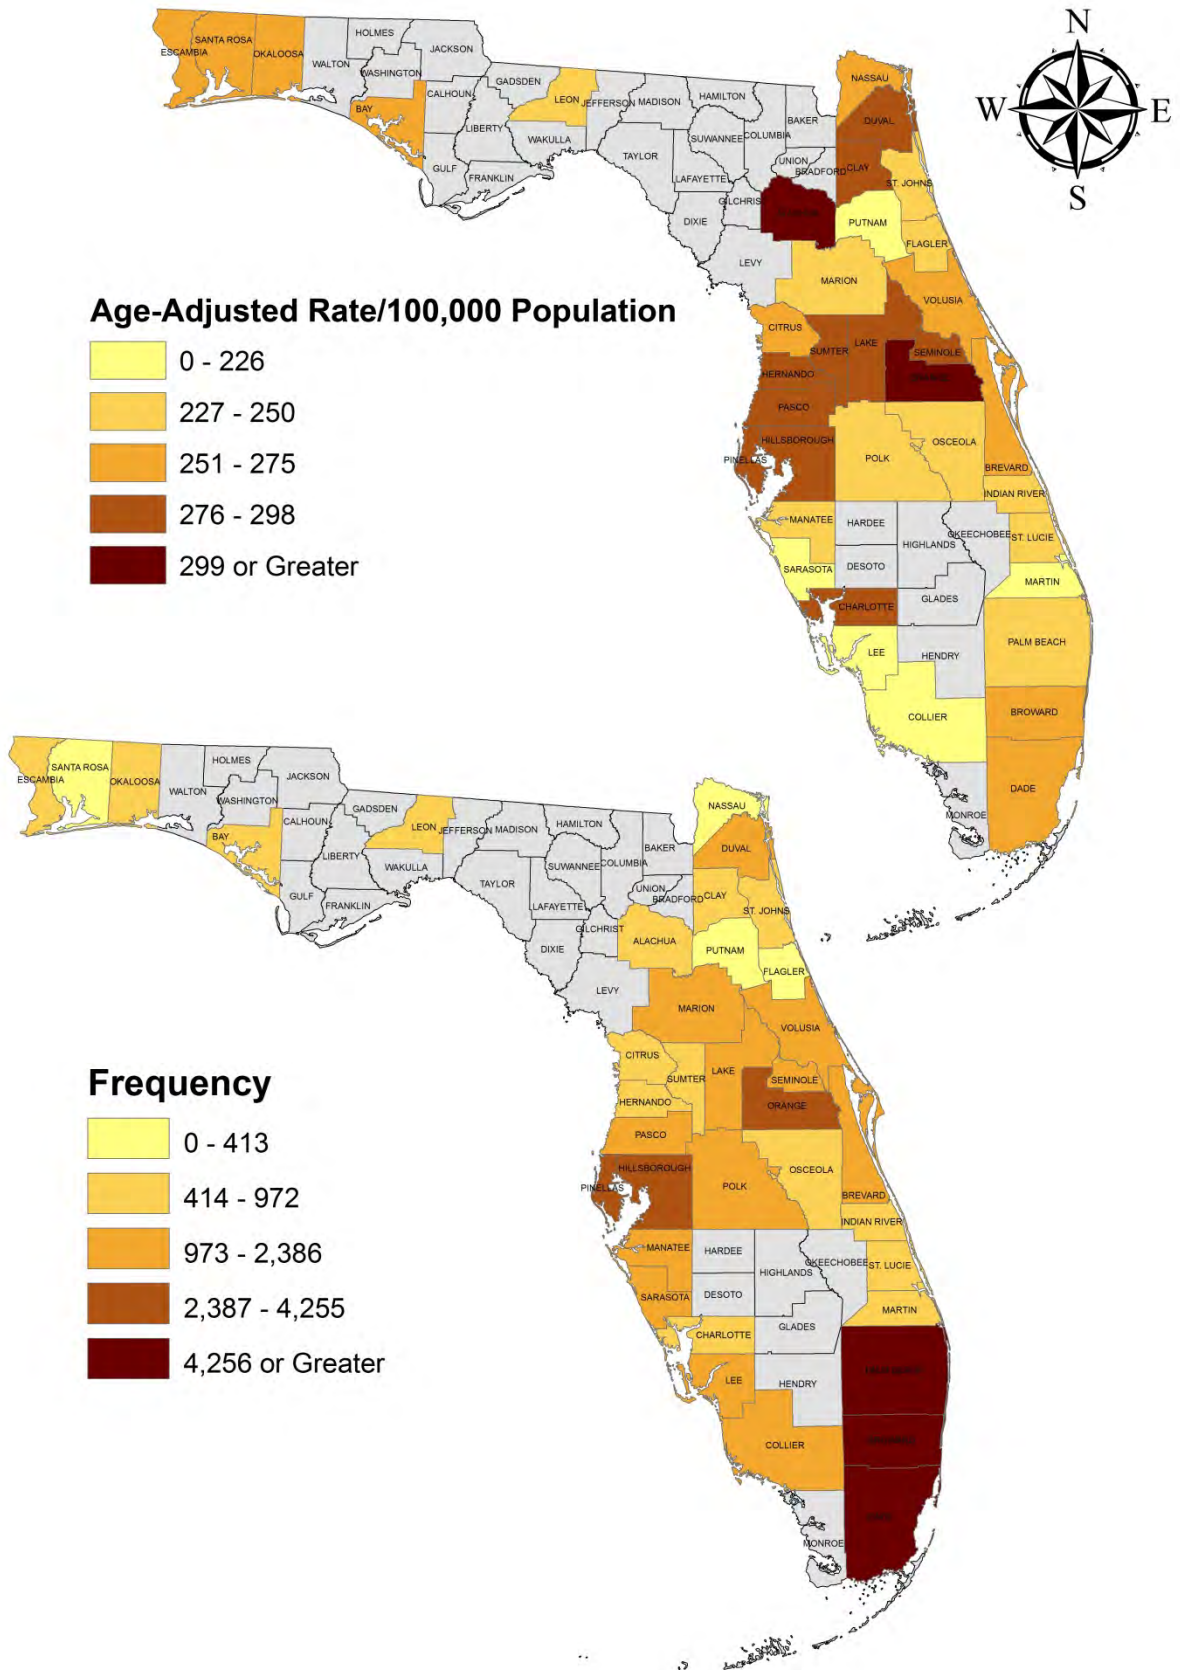 N
W
E
S
HOLMES
SANTA ROSA
JACKSON
ESCAMBIA
OKALOOSA
WALTON
WASHINGTON
GADSDEN
NASSAU
CALHOUN
LEON
JEFFERSON
MADISON
HAMILTON
BAY
DUVAL
BAKER
LIBERTY
SUWANNEE
COLUMBIA
WAKULLA
TAYLOR
UNION
GULF
BRADFORD
CLAY
FRANKLIN
LAFAYETTE
ST. JOHNS
GILCHRIS
DIXIE
PUTNAM
FLAGLER
LEVY
MARION
VOLUSIA
Age-Adjusted Rate/100,000 Population
0 - 226
227 - 250
251 - 275
276 - 298
299 or Greater
CITRUS
LAKE
SUMTER
SEMINOLE
HERNANDO
ORANGE
PASCO
HILLSBOROUGH
OSCEOLA
PINELLAS
POLK
BREVARD
INDIAN RIVER
MANATEE
HARDEE
OKEECHOBEE
ST. LUCIE
HIGHLANDS
SARASOTA
DESOTO
MARTIN
GLADES
CHARLOTTE
PALM BEACH
LEE
HENDRY
COLLIER
BROWARD
DADE
MONROE
HOLMES
SANTA ROSA
JACKSON
ESCAMBIA
OKALOOSA
WALTON
WASHINGTON
GADSDEN
NASSAU
CALHOUN
LEON
JEFFERSON
MADISON
HAMILTON
BAY
DUVAL
BAKER
LIBERTY
SUWANNEE
COLUMBIA
WAKULLA
TAYLOR
UNION
GULF
BRADFORD
CLAY
FRANKLIN
LAFAYETTE
ST. JOHNS
GILCHRIST
ALACHUA
DIXIE
PUTNAM
FLAGLER
LEVY
MARION
VOLUSIA
Frequency
0 - 413
414 - 972
973 - 2,386
2,387 - 4,255
4,256 or Greater
CITRUS
LAKE
SUMTER
SEMINOLE
HERNANDO
ORANGE
PASCO
HILLSBOROUGH
OSCEOLA
PINELLAS
POLK
BREVARD
INDIAN RIVER
MANATEE
HARDEE
OKEECHOBEE
ST. LUCIE
HIGHLANDS
SARASOTA
DESOTO
MARTIN
GLADES
CHARLOTTE
LEE
HENDRY
COLLIER
MONROE